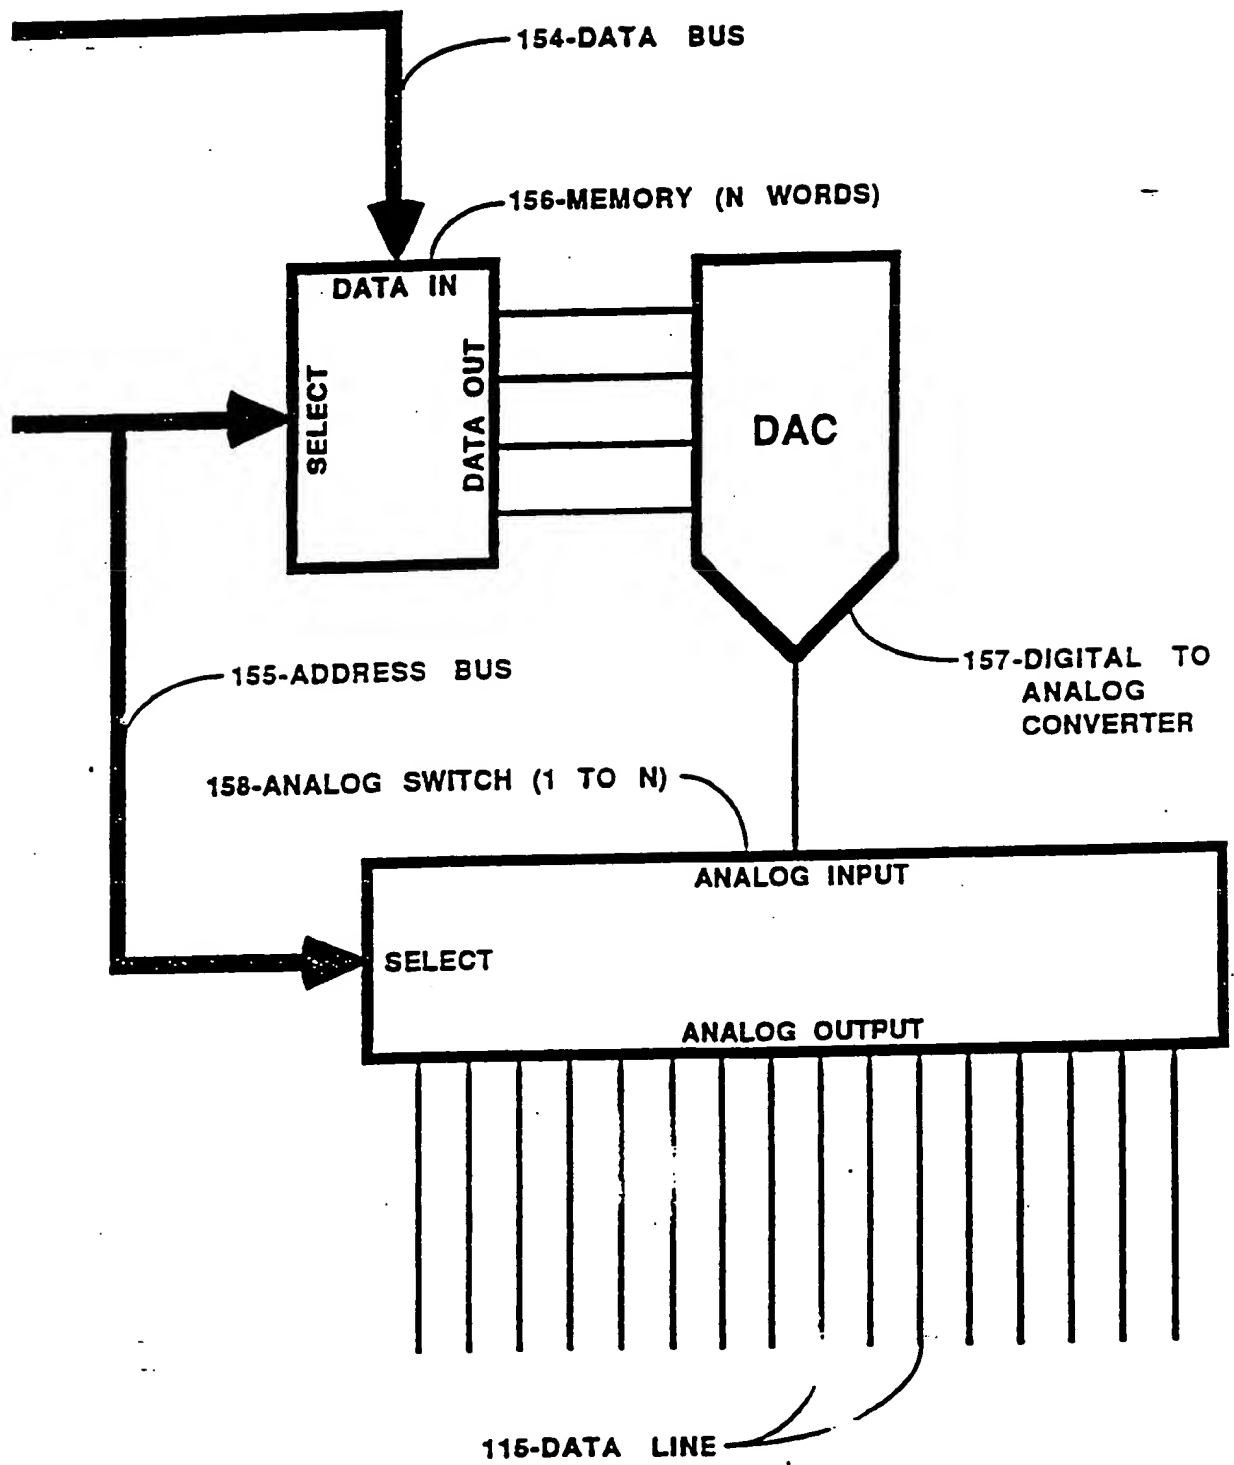 154-DATA BUS
156-MEMORY (N WORDS)
DATA IN
SELECT
DATA OUT
DAC
155-ADDRESS BUS
157-DIGITAL TO
ANALOG
CONVERTER
158-ANALOG SWITCH (1 TO N)
ANALOG INPUT
SELECT
ANALOG OUTPUT
115-DATA LINE